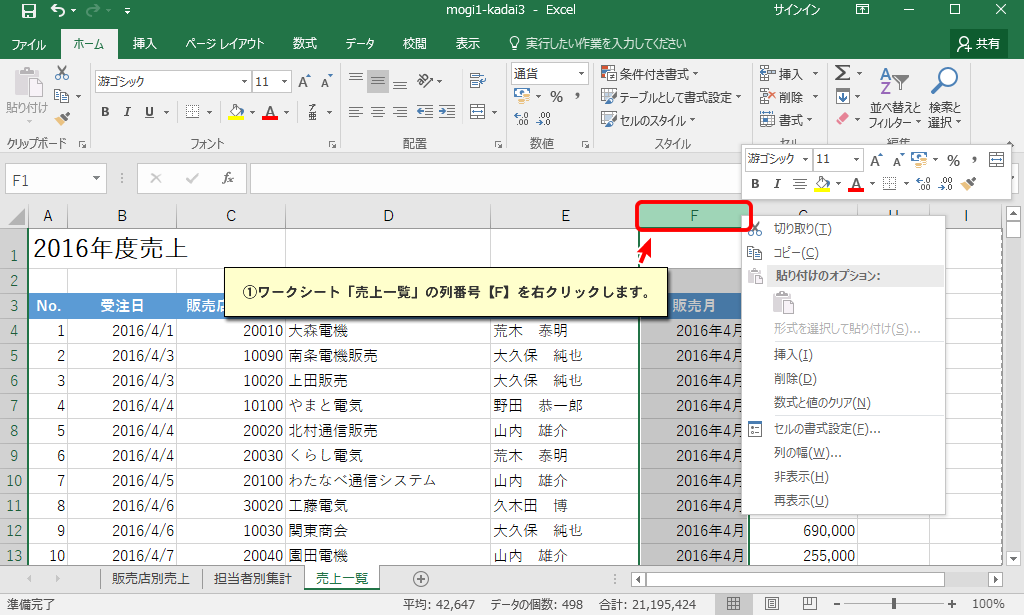 mogi1-kadai3 - Excel サインイン
ファイル ホーム 挿入 ページ レイアウト 数式 データ 校閲 表示 実行したい作業を入力してください 共有
貼り付け 游ゴシック 11 通貨 条件付き書式 挿入 並べ替えと 検索と
B I U テーブルとして書式設定 削除 フィルター 選択
セルのスタイル 書式
クリップボード フォント 配置 数値 スタイル セル 編集
游ゴシック 11
B I
F1 fx
A B C D E F G H I
1 2016年度売上
2
①ワークシート「売上一覧」の列番号【F】を右クリックします。
3 No. 受注日 販売店 販売月
4 1 2016/4/1 20010 大森電機 荒木 泰明 2016年4月
5 2 2016/4/3 10090 南条電機販売 大久保 純也 2016年4月
6 3 2016/4/3 10020 上田販売 大久保 純也 2016年4月
7 4 2016/4/4 10100 やまと電気 野田 恭一郎 2016年4月
8 5 2016/4/4 20020 北村通信販売 山内 雄介 2016年4月
9 6 2016/4/4 20030 くらし電気 荒木 泰明 2016年4月
10 7 2016/4/5 20100 わたなべ通信システム 山内 雄介 2016年4月
11 8 2016/4/6 30020 工藤電気 久木田 博 2016年4月
12 9 2016/4/6 10030 関東商会 大久保 純也 2016年4月 690,000
13 10 2016/4/7 20040 園田電機 山内 雄介 2016年4月 255,000
切り取り(T)
コピー(C)
貼り付けのオプション:
形式を選択して貼り付け(S)...
挿入(I)
削除(D)
数式と値のクリア(N)
セルの書式設定(F)...
列の幅(W)...
非表示(H)
再表示(U)
販売店別売上 担当者別集計 売上一覧
準備完了 平均: 42,647 データの個数: 498 合計: 21,195,424 100%